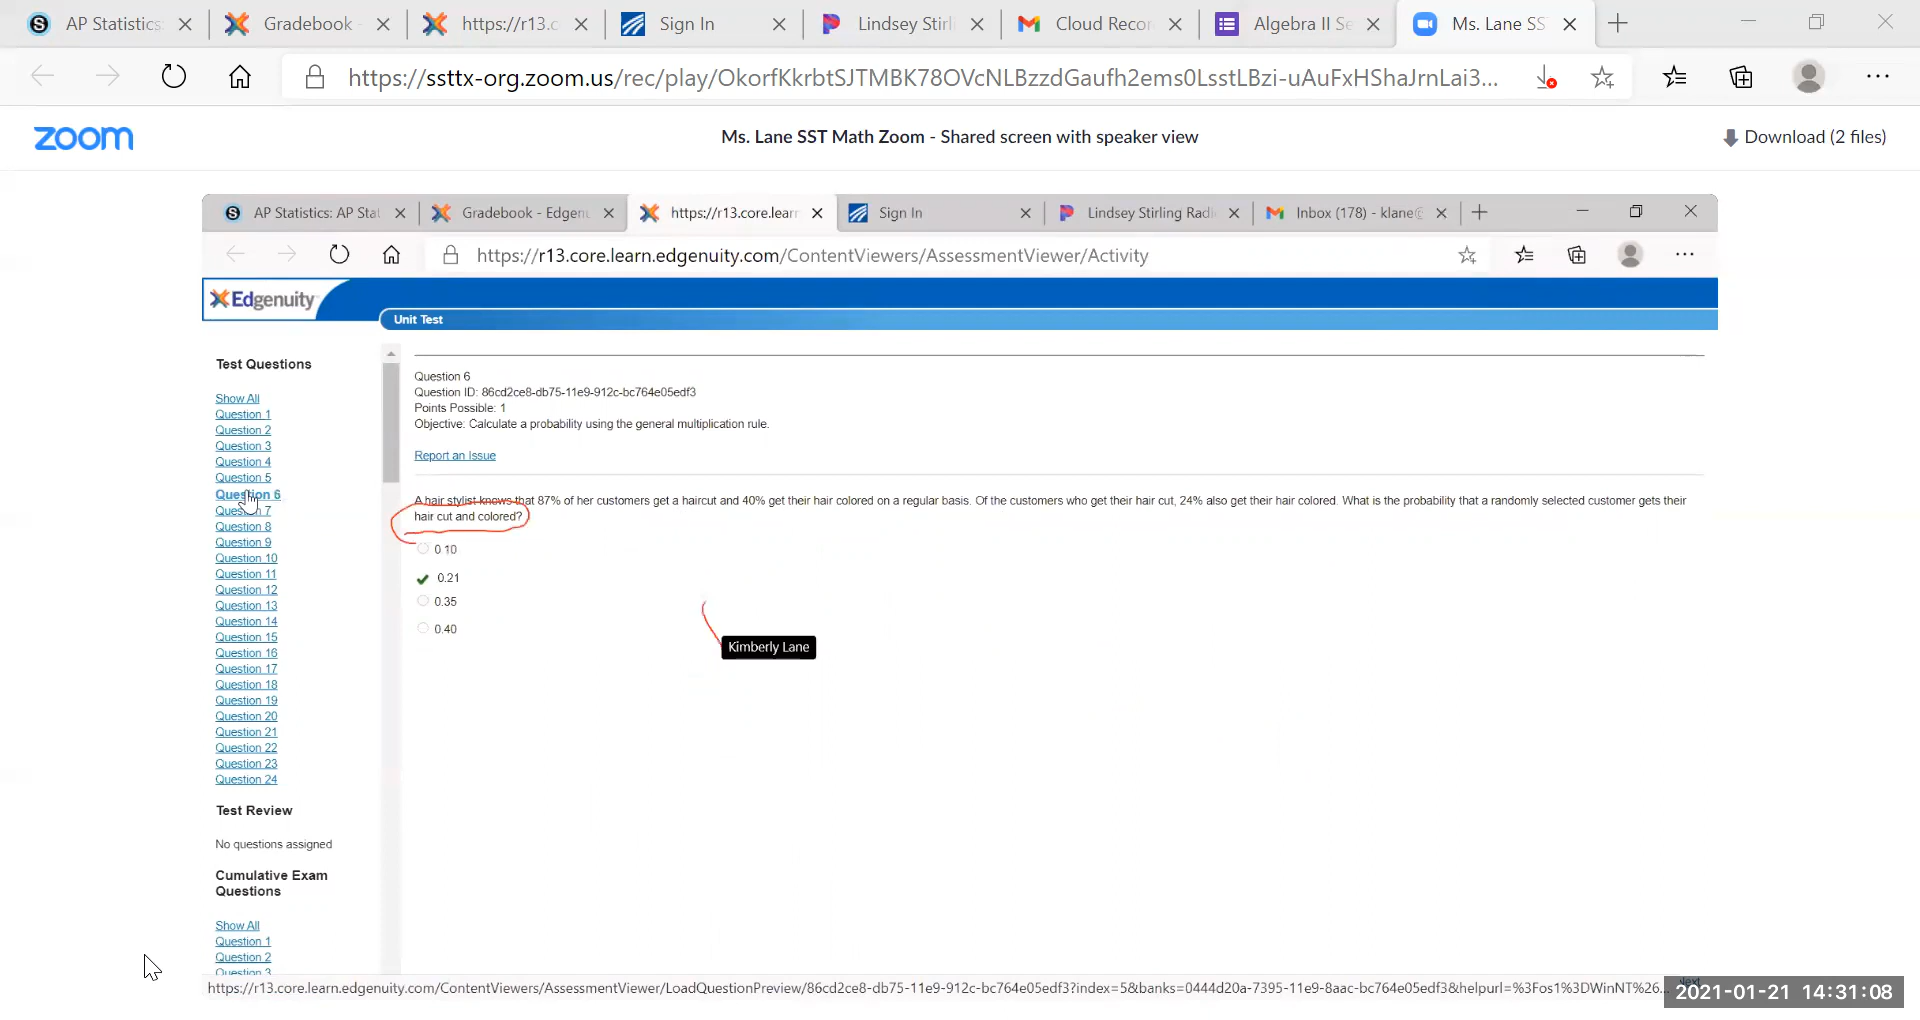 AP Statistics:
Gradebook -
https://r13.c
Sign In
Lindsey Stirl
Cloud Recor
Algebra II Se
Ms. Lane SS
https://ssttx-org.zoom.us/rec/play/OkorfKkrbtSJTMBK78OVcNLBzzdGaufh2ems0LsstLBzi-uAuFxHShaJrnLai3...
zoom
Ms. Lane SST Math Zoom - Shared screen with speaker view
Download (2 files)
AP Statistics: AP Stat
Gradebook - Edgenu
https://r13.core.learn
Sign In
Lindsey Stirling Radi
Inbox (178) - klane@
https://r13.core.learn.edgenuity.com/ContentViewers/AssessmentViewer/Activity
Edgenuity
Unit Test
Test Questions
Show All
Question 1
Question 2
Question 3
Question 4
Question 5
Question 6
Question 7
Question 8
Question 9
Question 10
Question 11
Question 12
Question 13
Question 14
Question 15
Question 16
Question 17
Question 18
Question 19
Question 20
Question 21
Question 22
Question 23
Question 24
Test Review
No questions assigned
Cumulative Exam
Questions
Show All
Question 1
Question 2
Question 3
Question 6
Question ID: 86cd2ce8-db75-11e9-912c-bc764e05edf3
Points Possible: 1
Objective: Calculate a probability using the general multiplication rule.
Report an Issue
A hair stylist knows that 87% of her customers get a haircut and 40% get their hair colored on a regular basis. Of the customers who get their hair cut, 24% also get their hair colored. What is the probability that a randomly selected customer gets their
hair cut and colored?
0.10
0.21
0.35
0.40
Kimberly Lane
https://r13.core.learn.edgenuity.com/ContentViewers/AssessmentViewer/LoadQuestionPreview/86cd2ce8-db75-11e9-912c-bc764e05edf3?index=5&banks=0444d20a-7395-11e9-8aac-bc764e05edf3&helpurl=%3Fos1%3DWinNT%26...
Next
2021-01-21 14:31:08